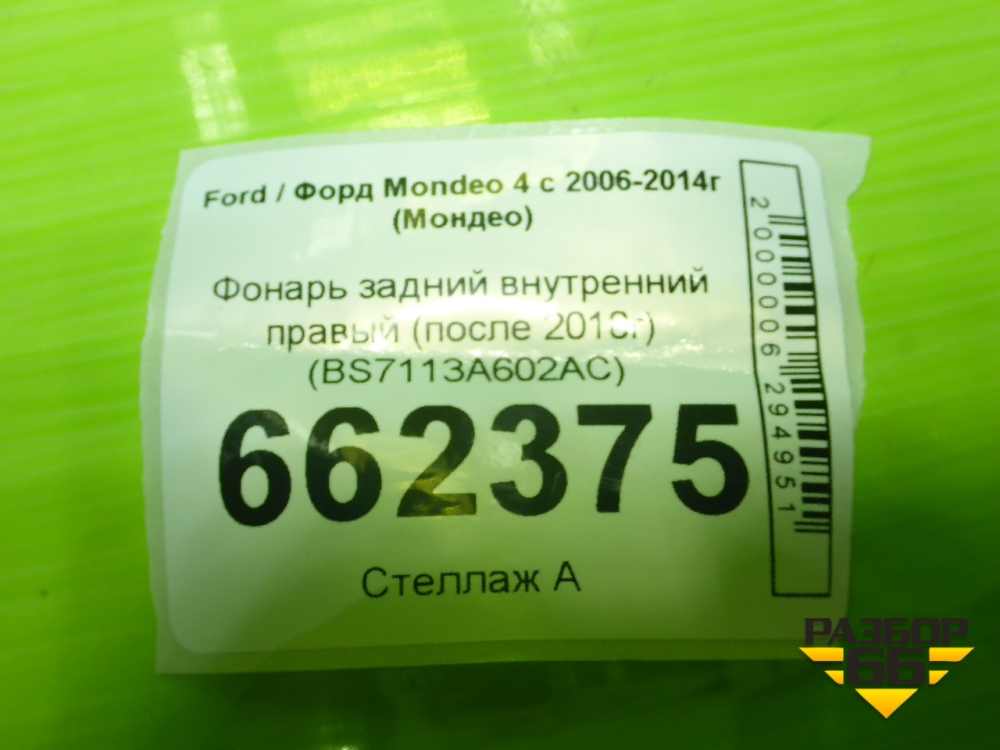 Ford / Форд Mondeo 4 с 2006-2014г
(Мондео)
Фонарь задний внутренний
правый (после 2010г)
(BS7113A602AC)
662375
Стеллаж А
2000006294951
РАЗБОР
66